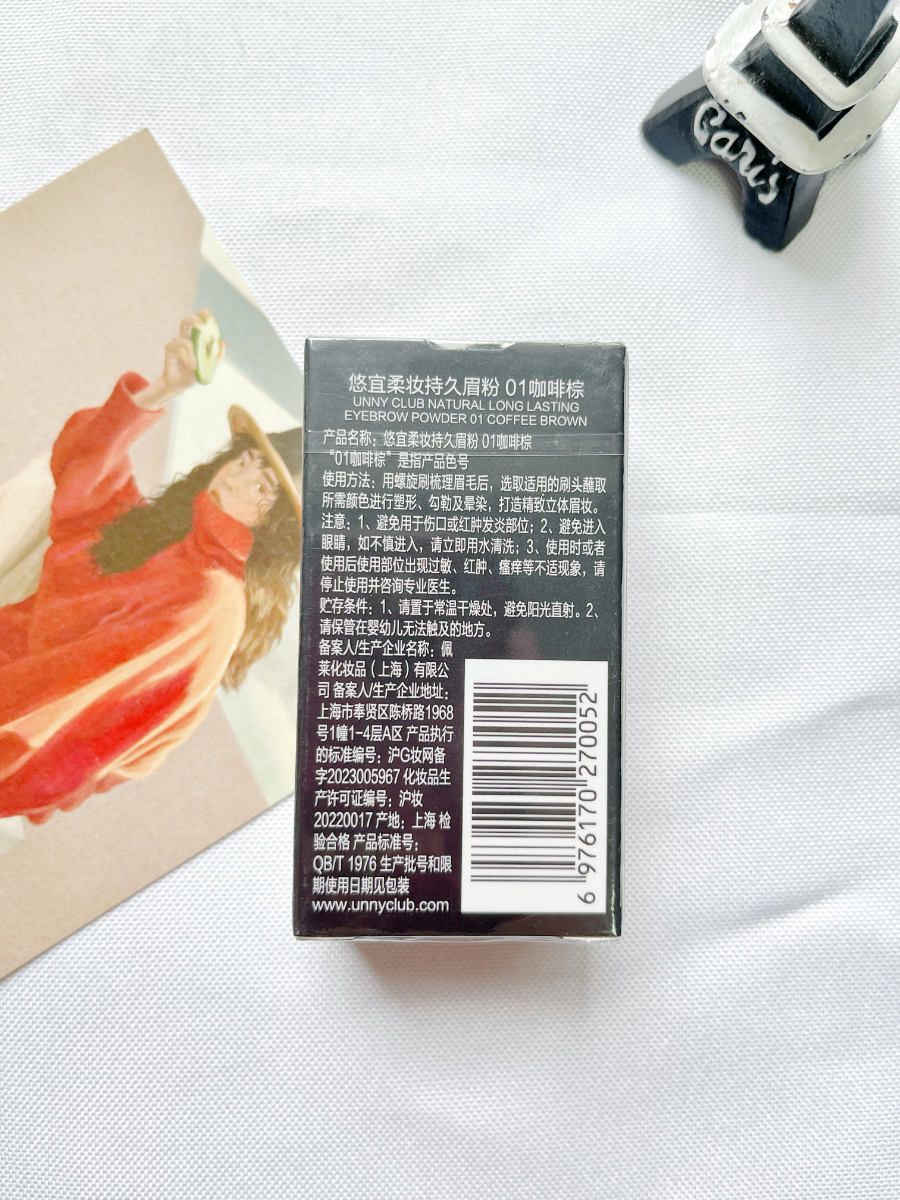 Paris
悠宜柔妆持久眉粉 01咖啡棕
UNNY CLUB NATURAL LONG LASTING
EYEBROW POWDER 01 COFFEE BROWN
产品名称：悠宜柔妆持久眉粉 01咖啡棕
“01咖啡棕”是指产品色号
使用方法：用螺旋刷梳理眉毛后，选取适用的刷头蘸取
所需颜色进行塑形、勾勒及晕染，打造精致立体眉妆。
注意：1、避免用于伤口或红肿发炎部位；2、避免进入
眼睛，如不慎进入，请立即用水清洗；3、使用时或者
使用后使用部位出现过敏、红肿、瘙痒等不适现象，请
停止使用并咨询专业医生。
贮存条件：1、请置于常温干燥处，避免阳光直射。2、
请保管在婴幼儿无法触及的地方。
备案人/生产企业名称：佩
莱化妆品（上海）有限公
司 备案人/生产企业地址：
上海市奉贤区陈桥路1968
号1幢1-4层A区 产品执行
的标准编号：沪G妆网备
字2023005967 化妆品生
产许可证编号：沪妆
20220017 产地：上海 检
验合格 产品标准号：
QB/T 1976 生产批号和限
期使用日期见包装
www.unnyclub.com
6 976170 270052